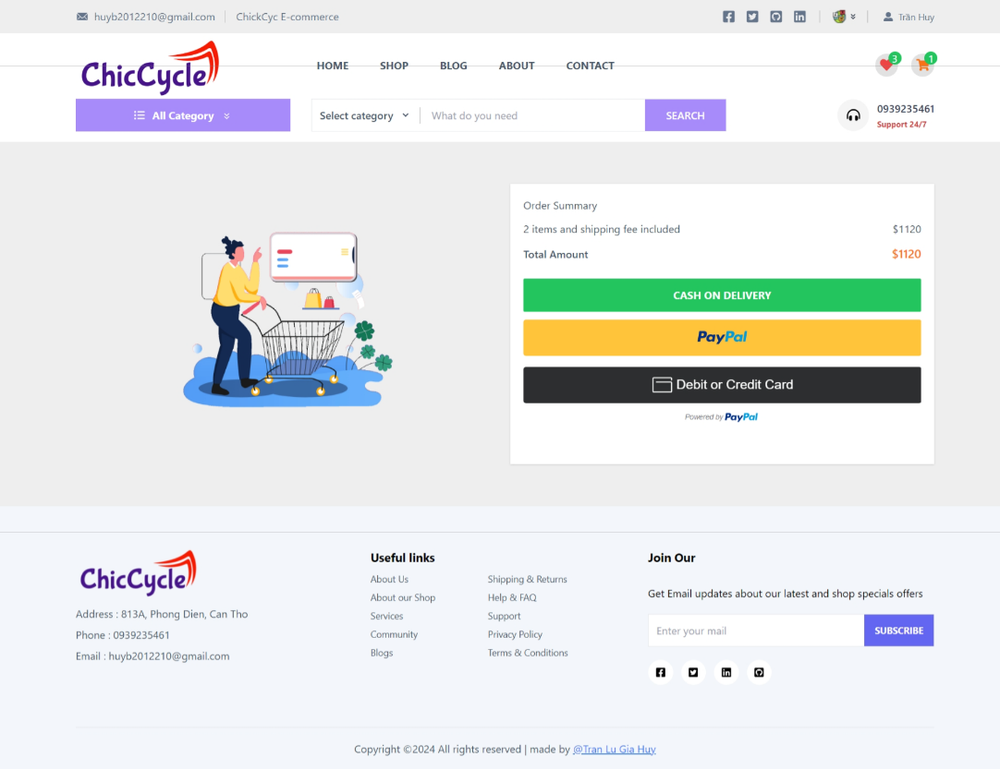 huyb2012210@gmail.com ChickCyc E-commerce
Trần Huy
ChicCycle
HOME SHOP BLOG ABOUT CONTACT
3 1
All Category
Select category What do you need SEARCH
0939235461
Support 24/7
Order Summary
2 items and shipping fee included $1120
Total Amount $1120
CASH ON DELIVERY
PayPal
Debit or Credit Card
Powered by PayPal
ChicCycle
Address : 813A, Phong Dien, Can Tho
Phone : 0939235461
Email : huyb2012210@gmail.com
Useful links
About Us
About our Shop
Services
Community
Blogs
Shipping & Returns
Help & FAQ
Support
Privacy Policy
Terms & Conditions
Join Our
Get Email updates about our latest and shop specials offers
Enter your mail SUBSCRIBE
Copyright ©2024 All rights reserved | made by @Tran Lu Gia Huy